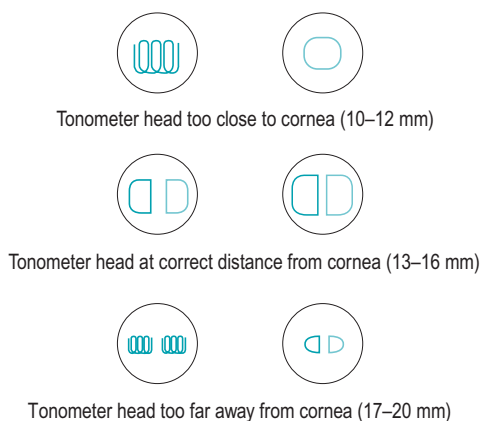 Tonometer head too close to cornea (10–12 mm)
Tonometer head at correct distance from cornea (13–16 mm)
Tonometer head too far away from cornea (17–20 mm)